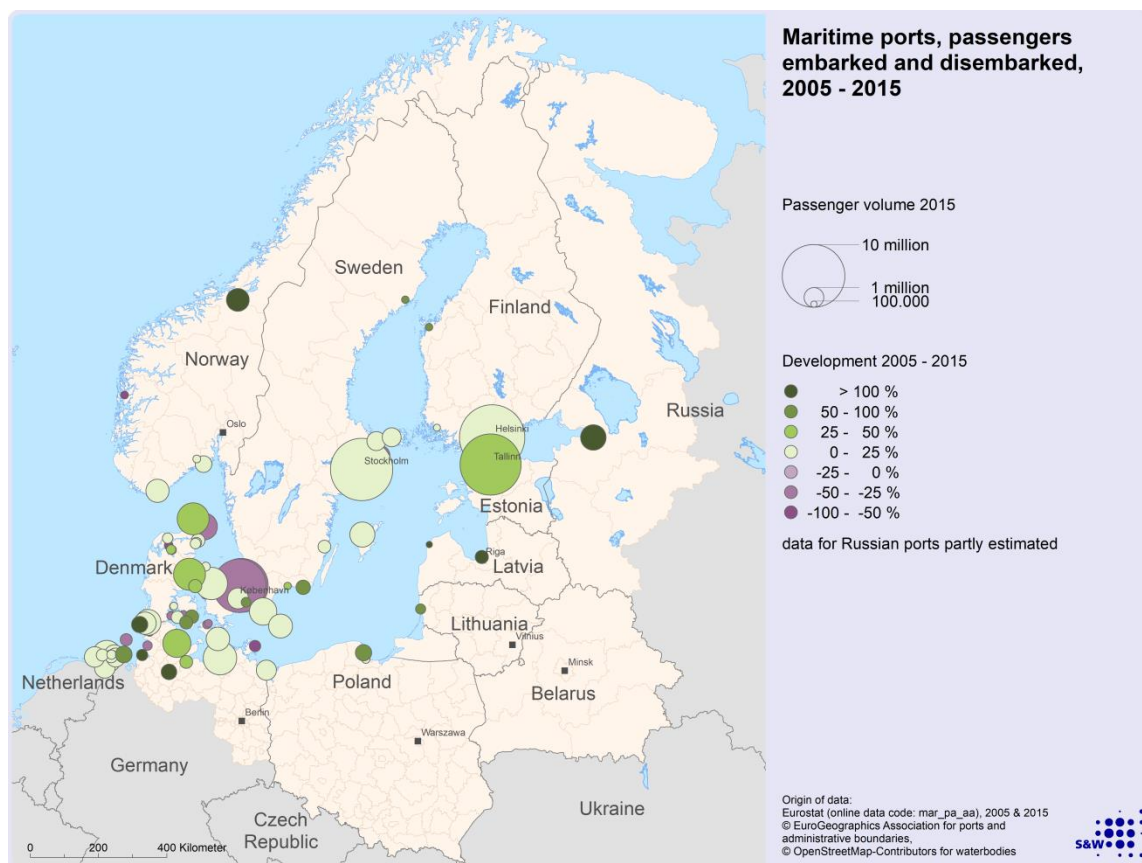 Maritime ports, passengers
embarked and disembarked,
2005 - 2015
Passenger volume 2015
10 million
1 million
100.000
Development 2005 - 2015
> 100 %
50 - 100 %
25 - 50 %
0 - 25 %
-25 - 0 %
-50 - -25 %
-100 - -50 %
data for Russian ports partly estimated
Sweden
Finland
Norway
Russia
Oslo
Helsinki
Stockholm
Tallinn
Estonia
Riga
Latvia
Denmark
København
Lithuania
Vilnius
Minsk
Netherlands
Poland
Belarus
Berlin
Warszawa
Germany
Ukraine
Czech
Republic
0 200 400 Kilometer
Origin of data:
Eurostat (online data code: mar_pa_aa), 2005 & 2015
© EuroGeographics Association for ports and
administrative boundaries,
© OpenStreetMap-Contributors for waterbodies
S&W